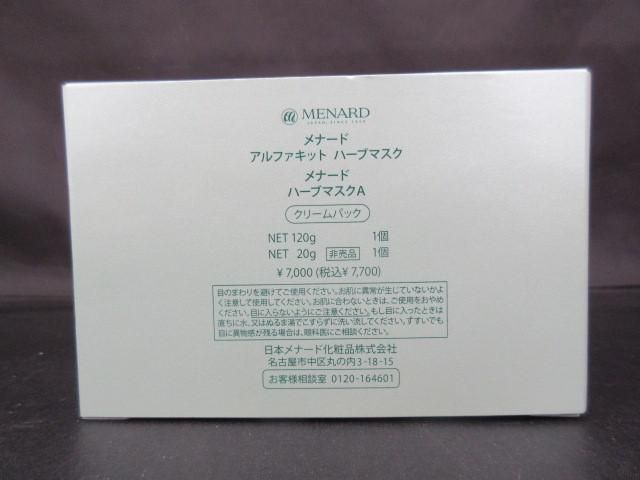 MENARD
JAPAN, SINCE 1959
メナード
アルファキット ハーブマスク
メナード
ハーブマスクA
クリームパック
NET 120g 1個
NET 20g 非売品 1個
¥7,000(税込¥7,700)
目のまわりを避けてご使用ください。お肌に異常が生じていないかよ
く注意して使用してください。お肌に合わないときは、ご使用をおやめ
ください。目に入らないようにご注意ください。もし目に入ったときは
直ちに水、又はぬるま湯でこすらずに洗い流してください。すすいでも
目に異物感が残る場合は、眼科医にご相談ください。
日本メナード化粧品株式会社
名古屋市中区丸の内3-18-15
お客様相談室 0120-164601